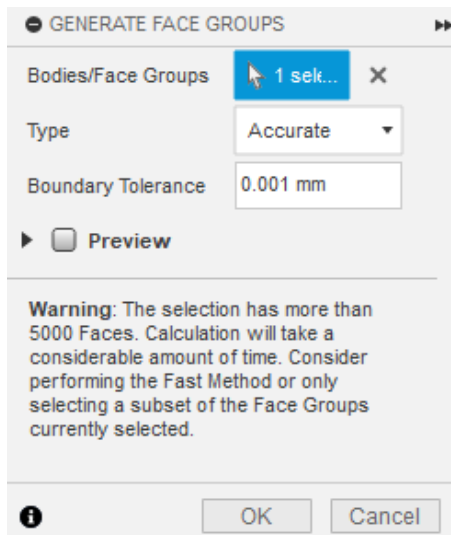 GENERATE FACE GROUPS
Bodies/Face Groups 1 sele...
Type Accurate
Boundary Tolerance 0.001 mm
Preview
Warning: The selection has more than
5000 Faces. Calculation will take a
considerable amount of time. Consider
performing the Fast Method or only
selecting a subset of the Face Groups
currently selected.
OK Cancel